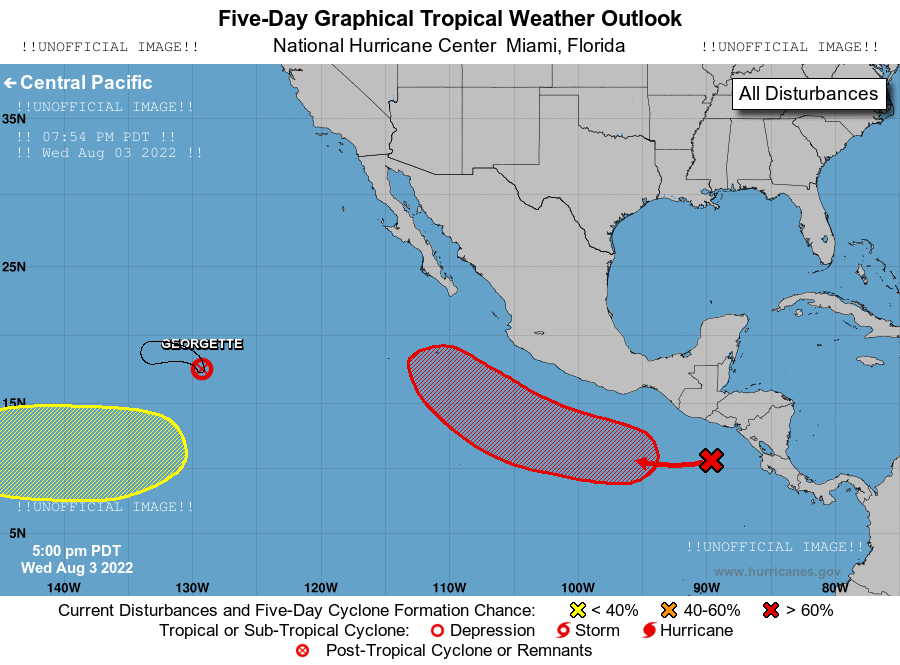 Five-Day Graphical Tropical Weather Outlook
!!UNOFFICIAL IMAGE!! National Hurricane Center  Miami, Florida !!UNOFFICIAL IMAGE!!
← Central Pacific
All Disturbances
!!UNOFFICIAL IMAGE!!
35N
!! 07:54 PM PDT !!
!! Wed Aug 03 2022 !!
25N
GEORGETTE
15N
!!UNOFFICIAL IMAGE!!
5N
!!UNOFFICIAL IMAGE!!
5:00 pm PDT
Wed Aug 3 2022
www.hurricanes.gov
140W 130W 120W 110W 100W 90W 80W
Current Disturbances and Five-Day Cyclone Formation Chance: < 40% 40-60% > 60%
Tropical or Sub-Tropical Cyclone: Depression Storm Hurricane
Post-Tropical Cyclone or Remnants